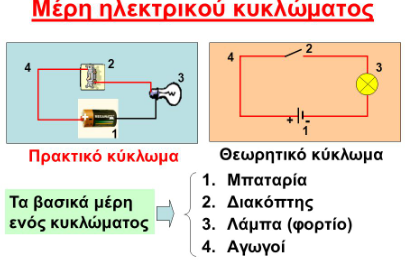 Μέρη ηλεκτρικού κυκλώματος
4
2
3
1
4
2
3
+ -
1
Πρακτικό κύκλωμα
Θεωρητικό κύκλωμα
Τα βασικά μέρη
ενός κυκλώματος
1. Μπαταρία
2. Διακόπτης
3. Λάμπα (φορτίο)
4. Αγωγοί